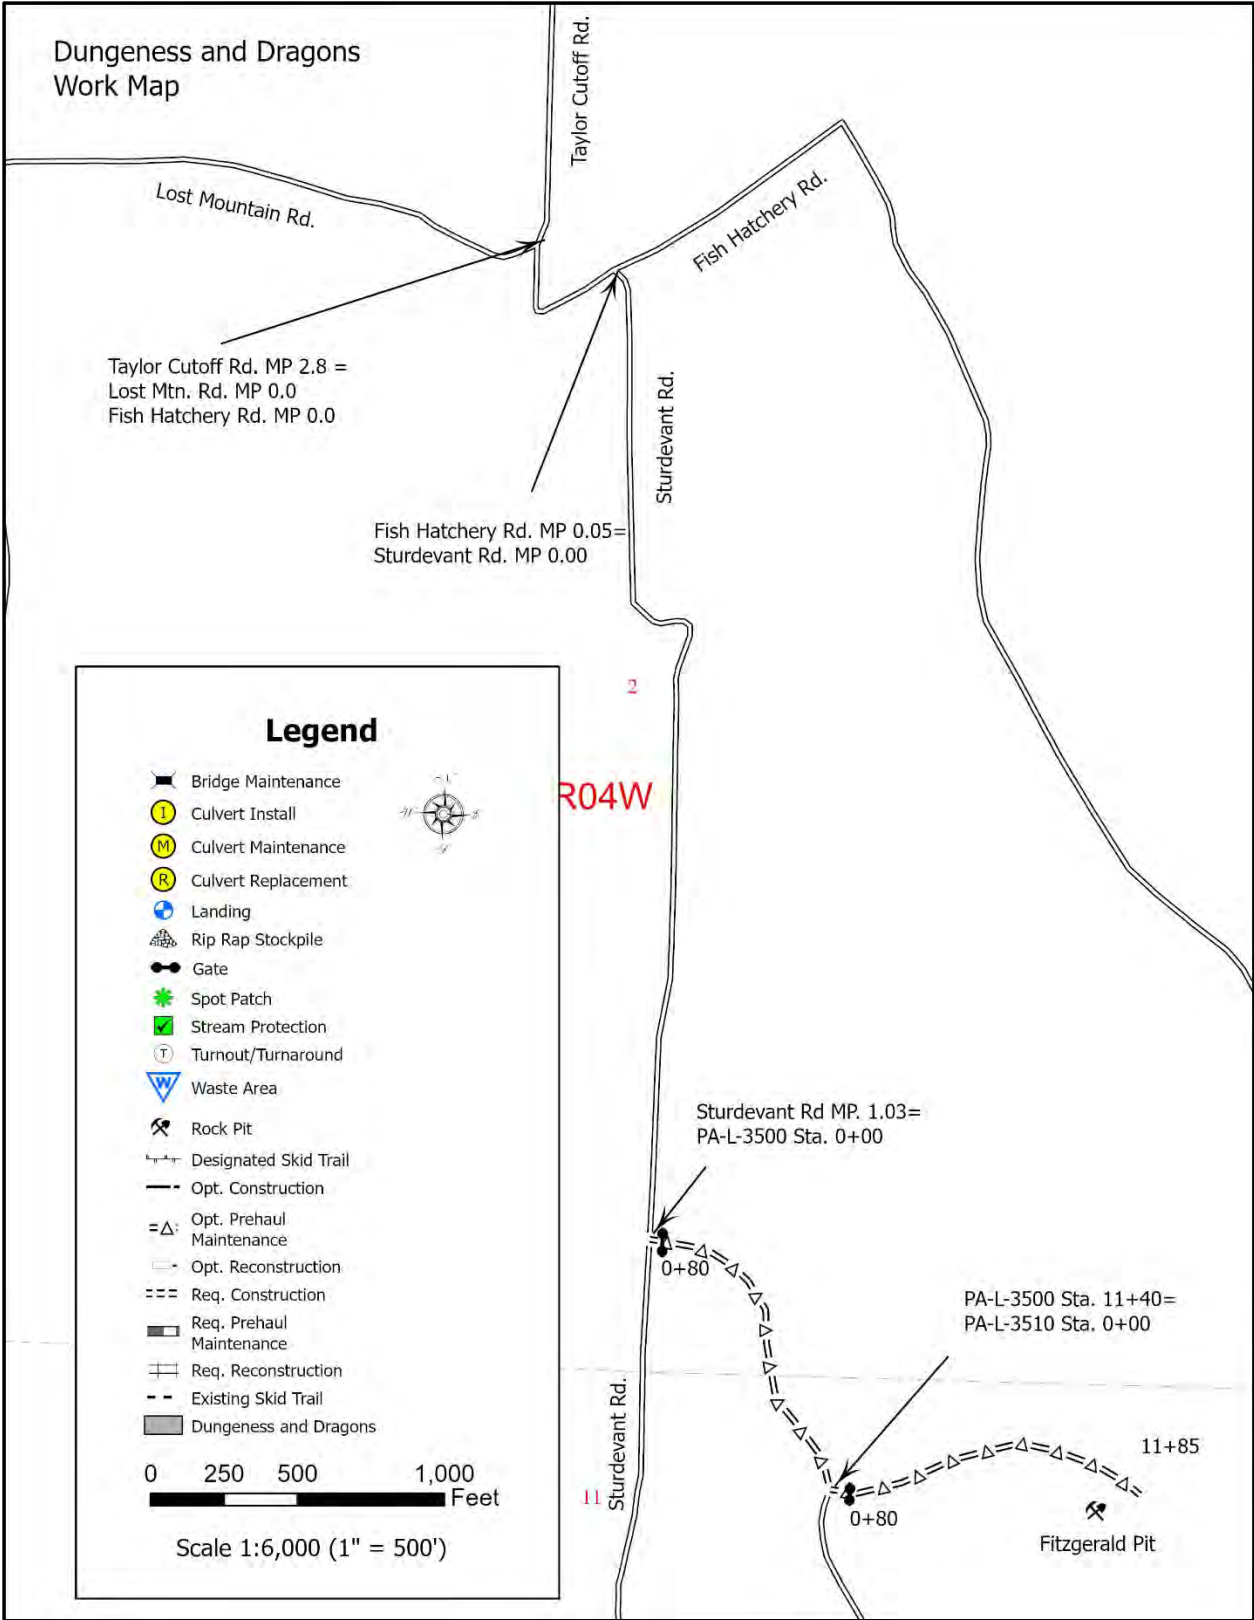 Dungeness and Dragons
Work Map
Taylor Cutoff Rd.
Lost Mountain Rd.
Fish Hatchery Rd.
Taylor Cutoff Rd. MP 2.8 =
Lost Mtn. Rd. MP 0.0
Fish Hatchery Rd. MP 0.0
Sturdevant Rd.
Fish Hatchery Rd. MP 0.05=
Sturdevant Rd. MP 0.00
2
R04W
Legend
Bridge Maintenance
I Culvert Install
M Culvert Maintenance
R Culvert Replacement
Landing
Rip Rap Stockpile
Gate
Spot Patch
Stream Protection
T Turnout/Turnaround
W Waste Area
Rock Pit
Designated Skid Trail
Opt. Construction
Opt. Prehaul
Maintenance
Opt. Reconstruction
Req. Construction
Req. Prehaul
Maintenance
Req. Reconstruction
Existing Skid Trail
Dungeness and Dragons
0 250 500 1,000
Feet
Scale 1:6,000 (1" = 500')
Sturdevant Rd MP. 1.03=
PA-L-3500 Sta. 0+00
0+80
PA-L-3500 Sta. 11+40=
PA-L-3510 Sta. 0+00
Sturdevant Rd.
11
11+85
0+80
Fitzgerald Pit